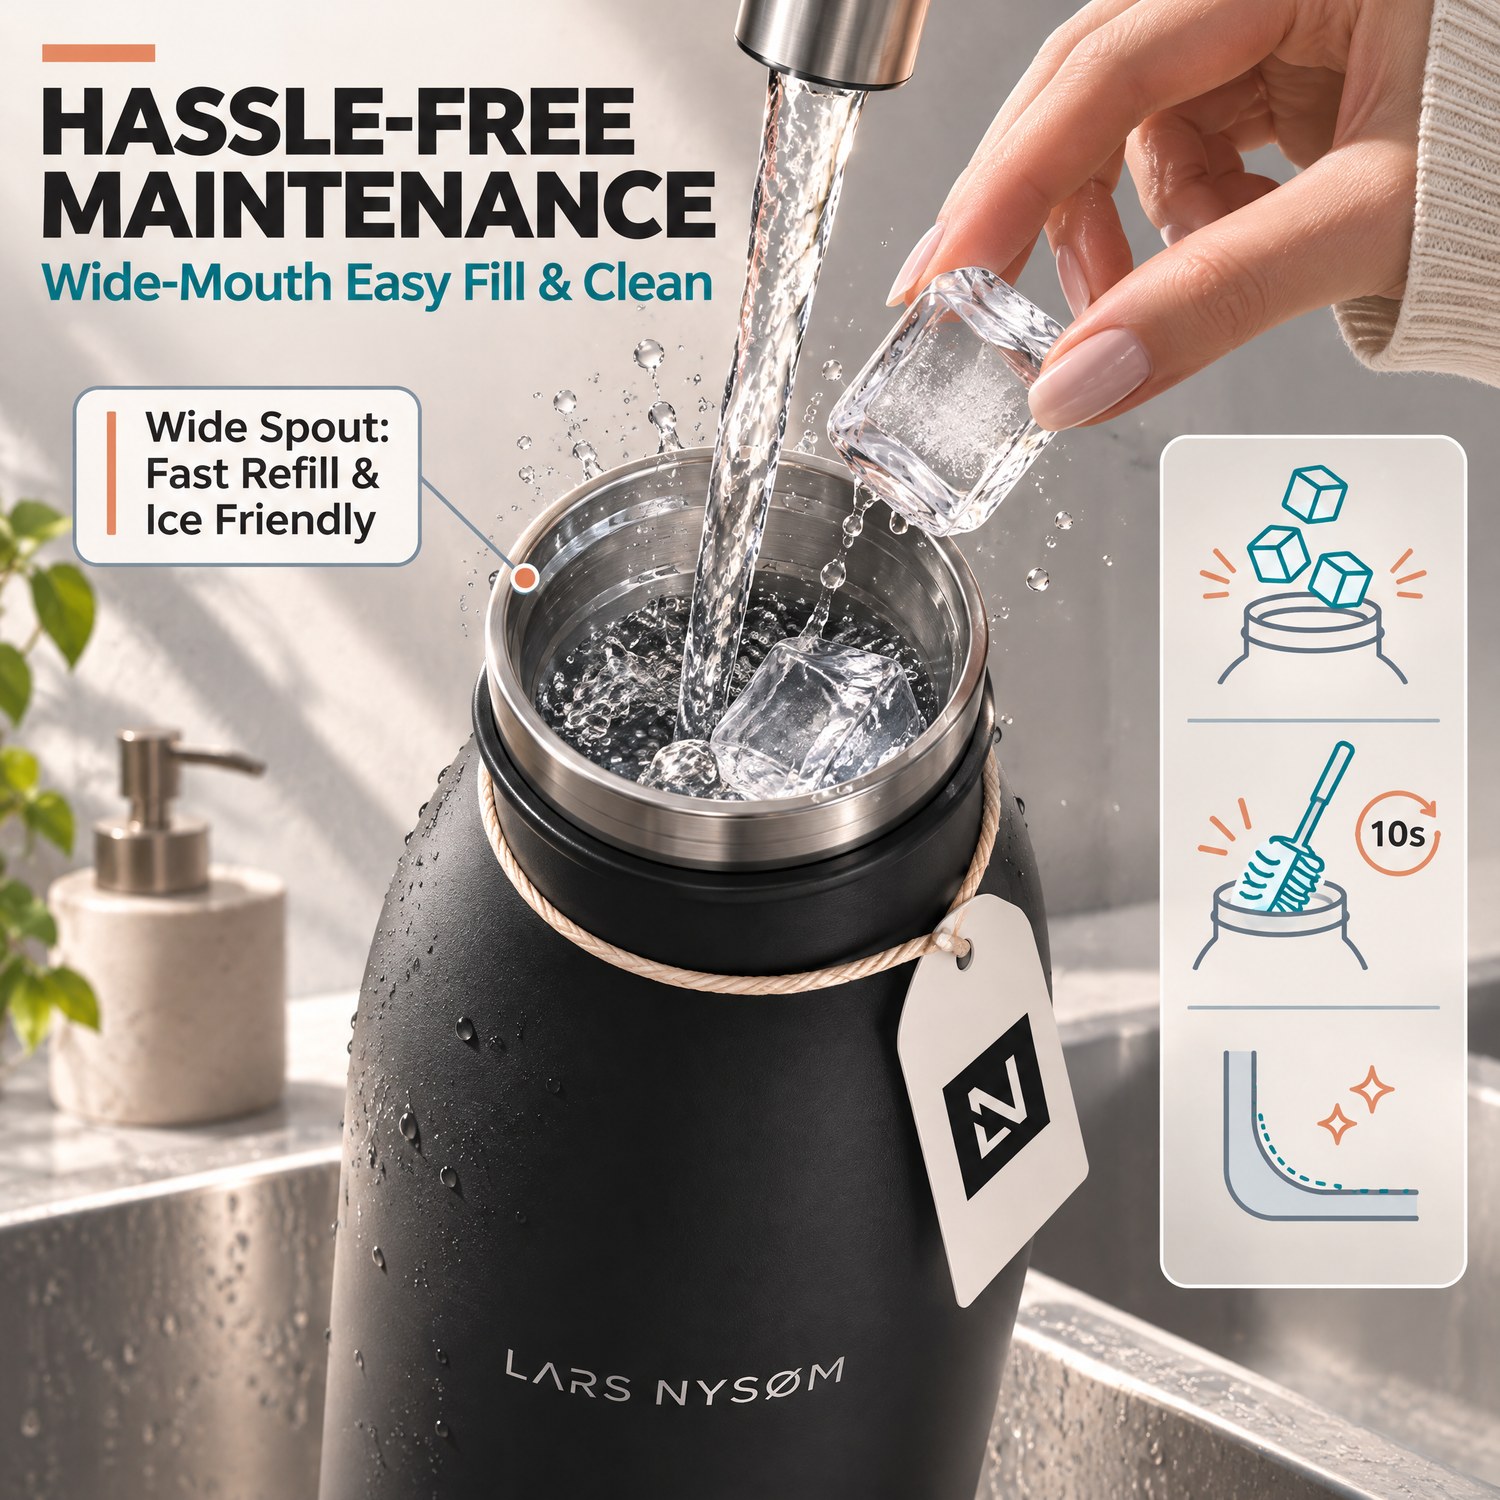 HASSLE-FREE
MAINTENANCE
Wide-Mouth Easy Fill & Clean
Wide Spout:
Fast Refill &
Ice Friendly
10s
LARS NYSØM